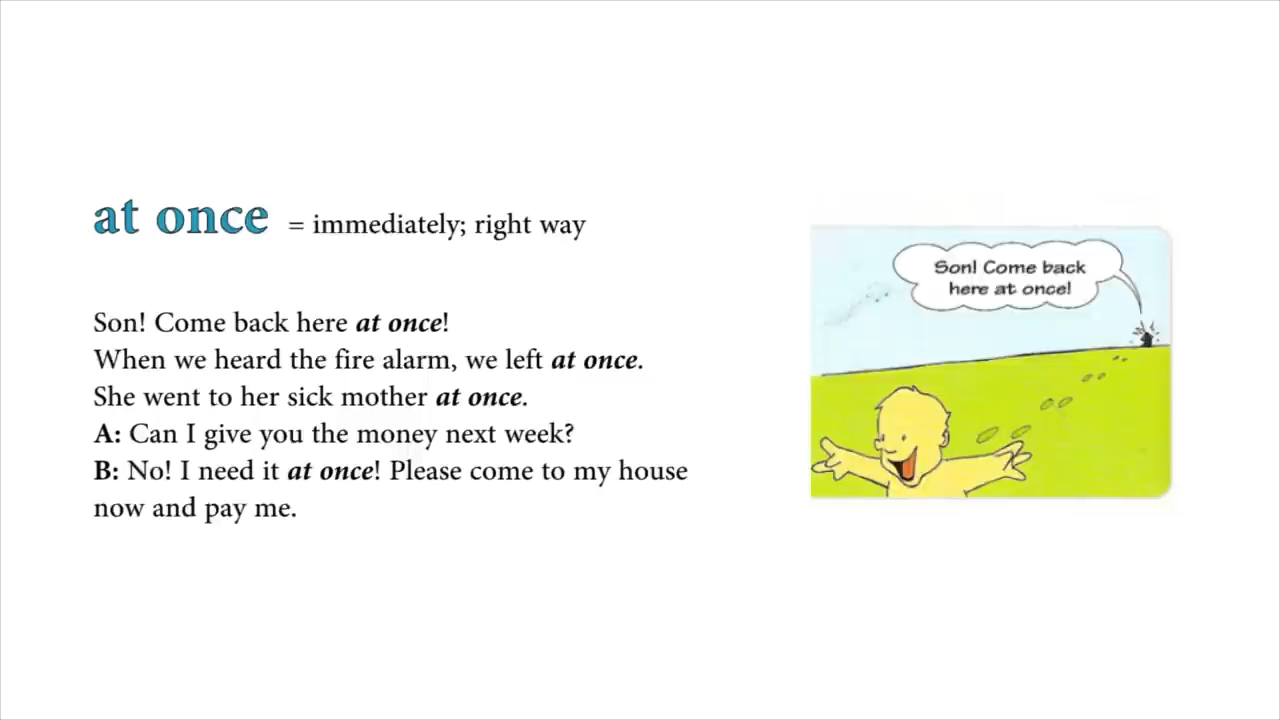 at once = immediately; right way
Son! Come back here at once!
When we heard the fire alarm, we left at once.
She went to her sick mother at once.
A: Can I give you the money next week?
B: No! I need it at once! Please come to my house
now and pay me.
Son! Come back
here at once!